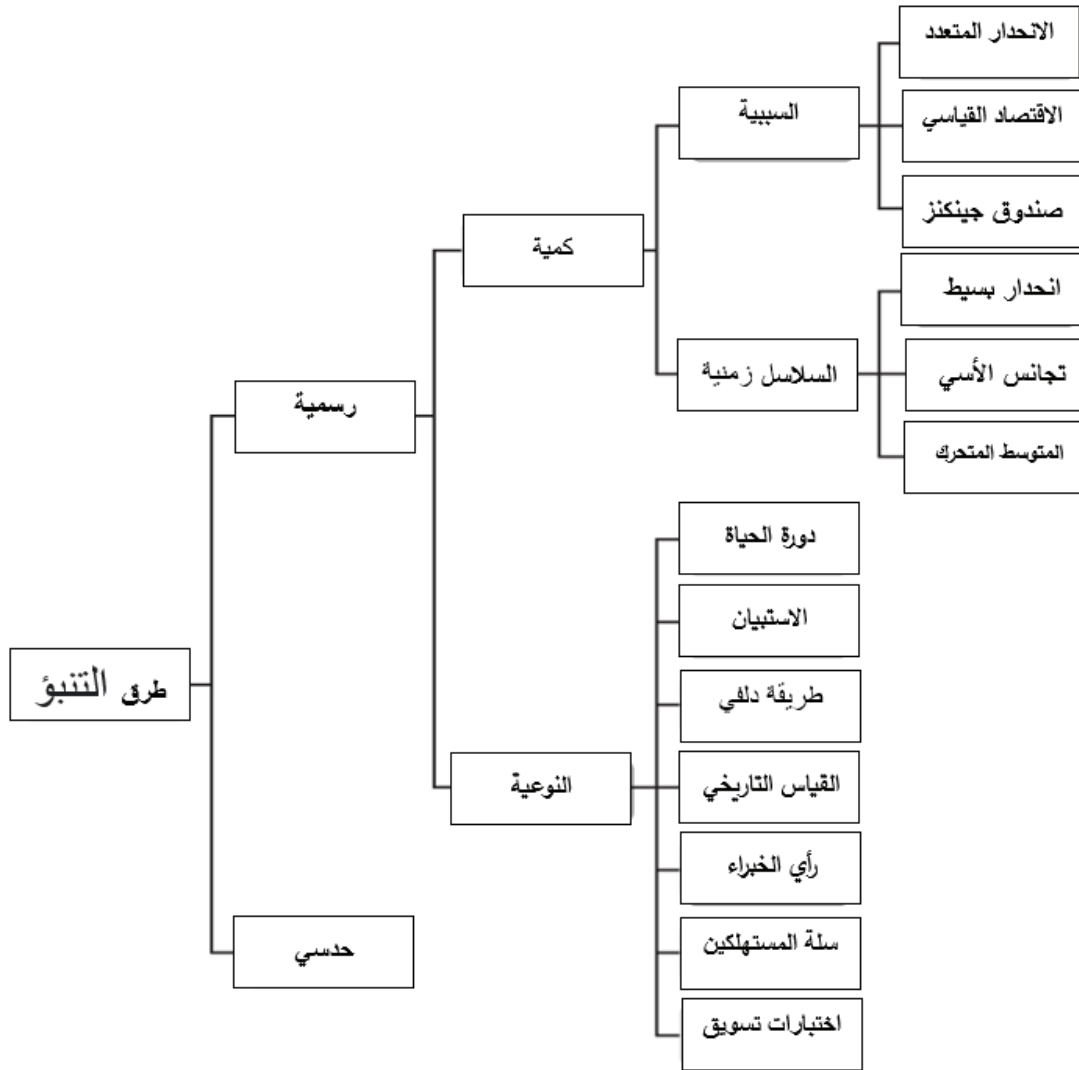 طرق التنبؤ
رسمية
كمية
السببية
الانحدار المتعدد
الاقتصاد القياسي
صندوق جينكنز
السلاسل زمنية
انحدار بسيط
تجانس الأسي
المتوسط المتحرك
النوعية
دورة الحياة
الاستبيان
طريقة دلفي
القياس التاريخي
رأي الخبراء
سلة المستهلكين
اختبارات تسويق
حدسي